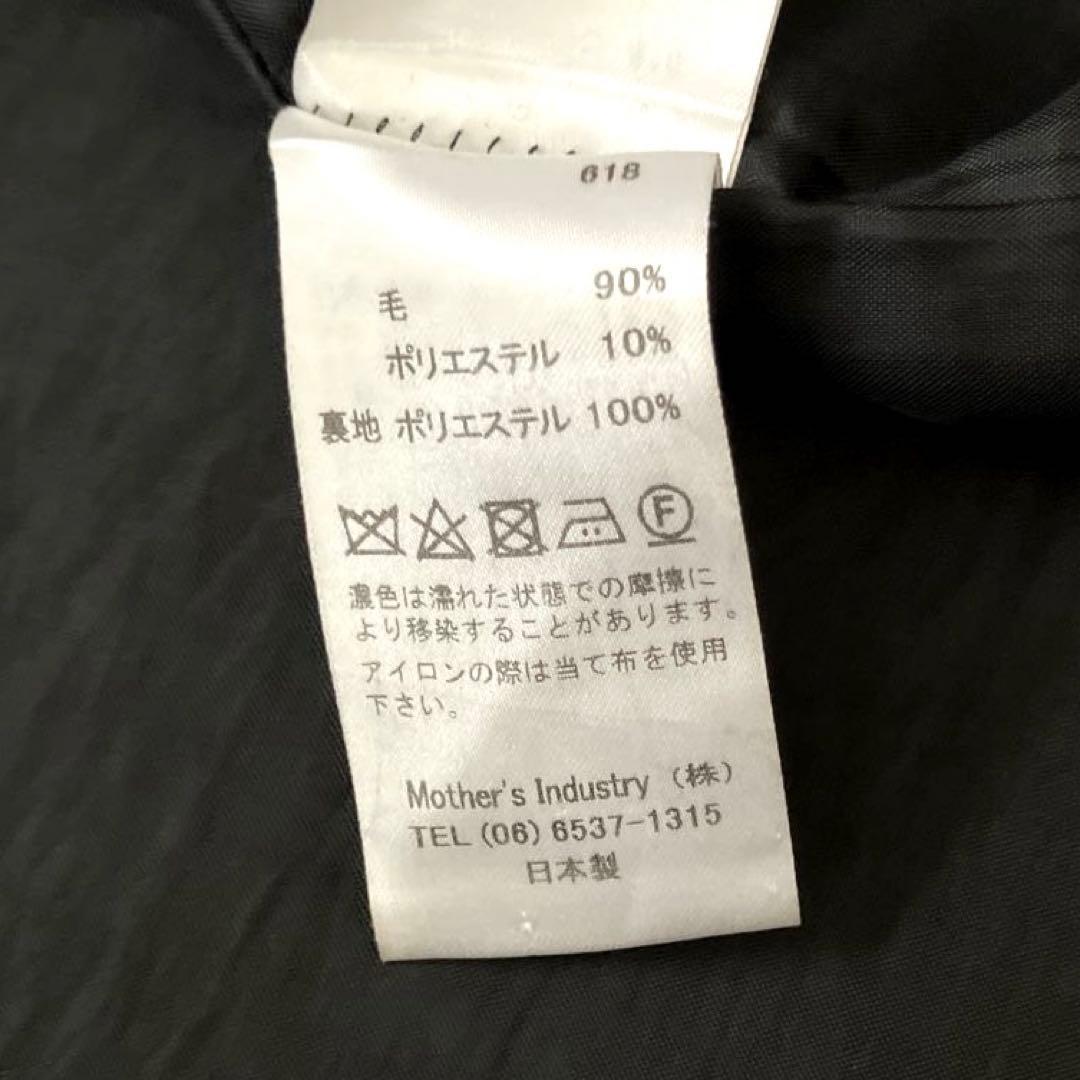 618
毛 90%
ポリエステル 10%
裏地 ポリエステル 100%
F
濃色は濡れた状態での摩擦に
より移染することがあります。
アイロンの際は当て布を使用
下さい。
Mother's Industry (株)
TEL (06) 6537-1315
日本製